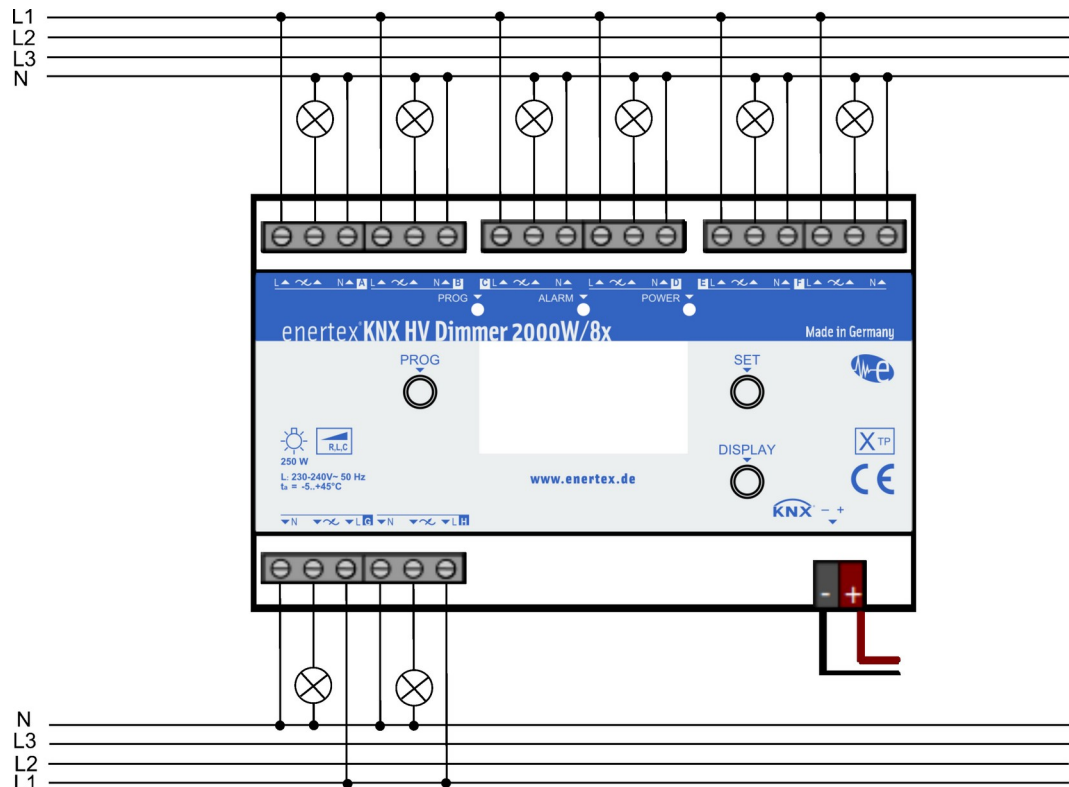 L1
L2
L3
N
L N A L N B C L N L N D E L N F L N
PROG ALARM POWER
enertex KNX HV Dimmer 2000W/8x Made in Germany
PROG SET
e
R,L,C
250 W
L: 230-240V~ 50 Hz
ta = -5..+45°C
DISPLAY
X TP
www.enertex.de
CE
KNX - +
N L G N L H
- +
N
L3
L2
L1